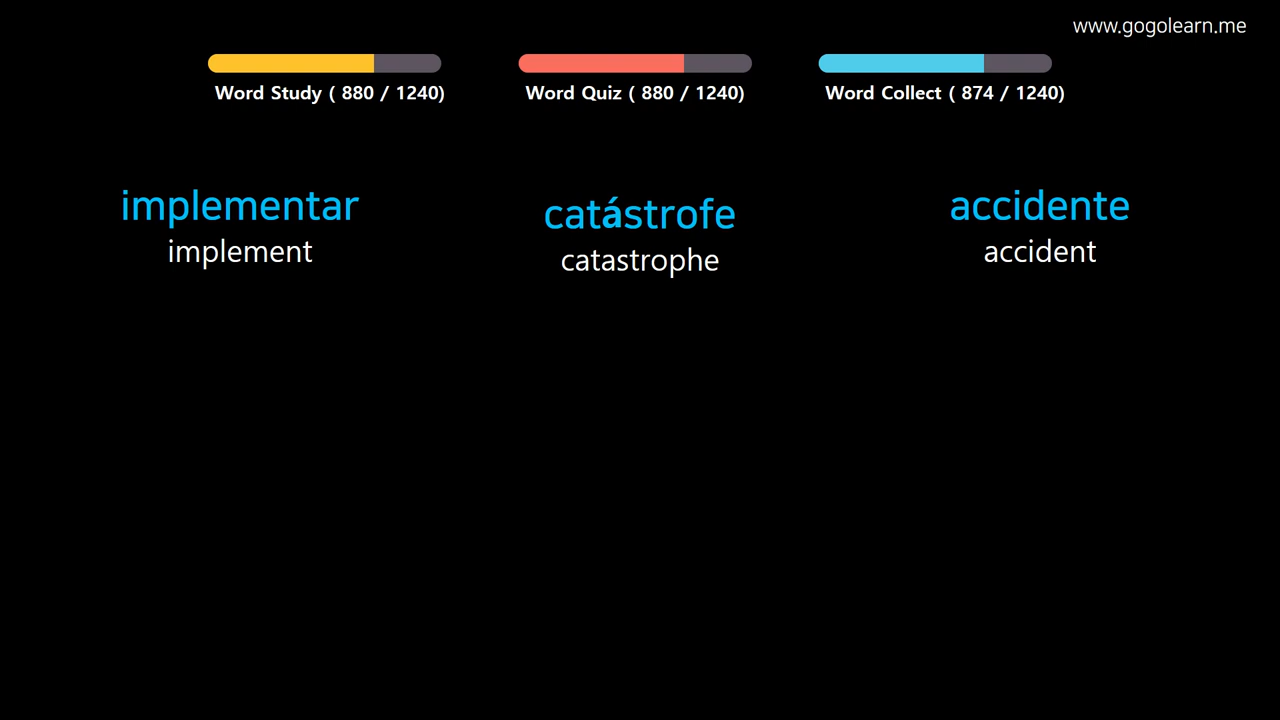 www.gogolearn.me
Word Study ( 880 / 1240)
Word Quiz ( 880 / 1240)
Word Collect ( 874 / 1240)
implementar
implement
catástrofe
catastrophe
accidente
accident